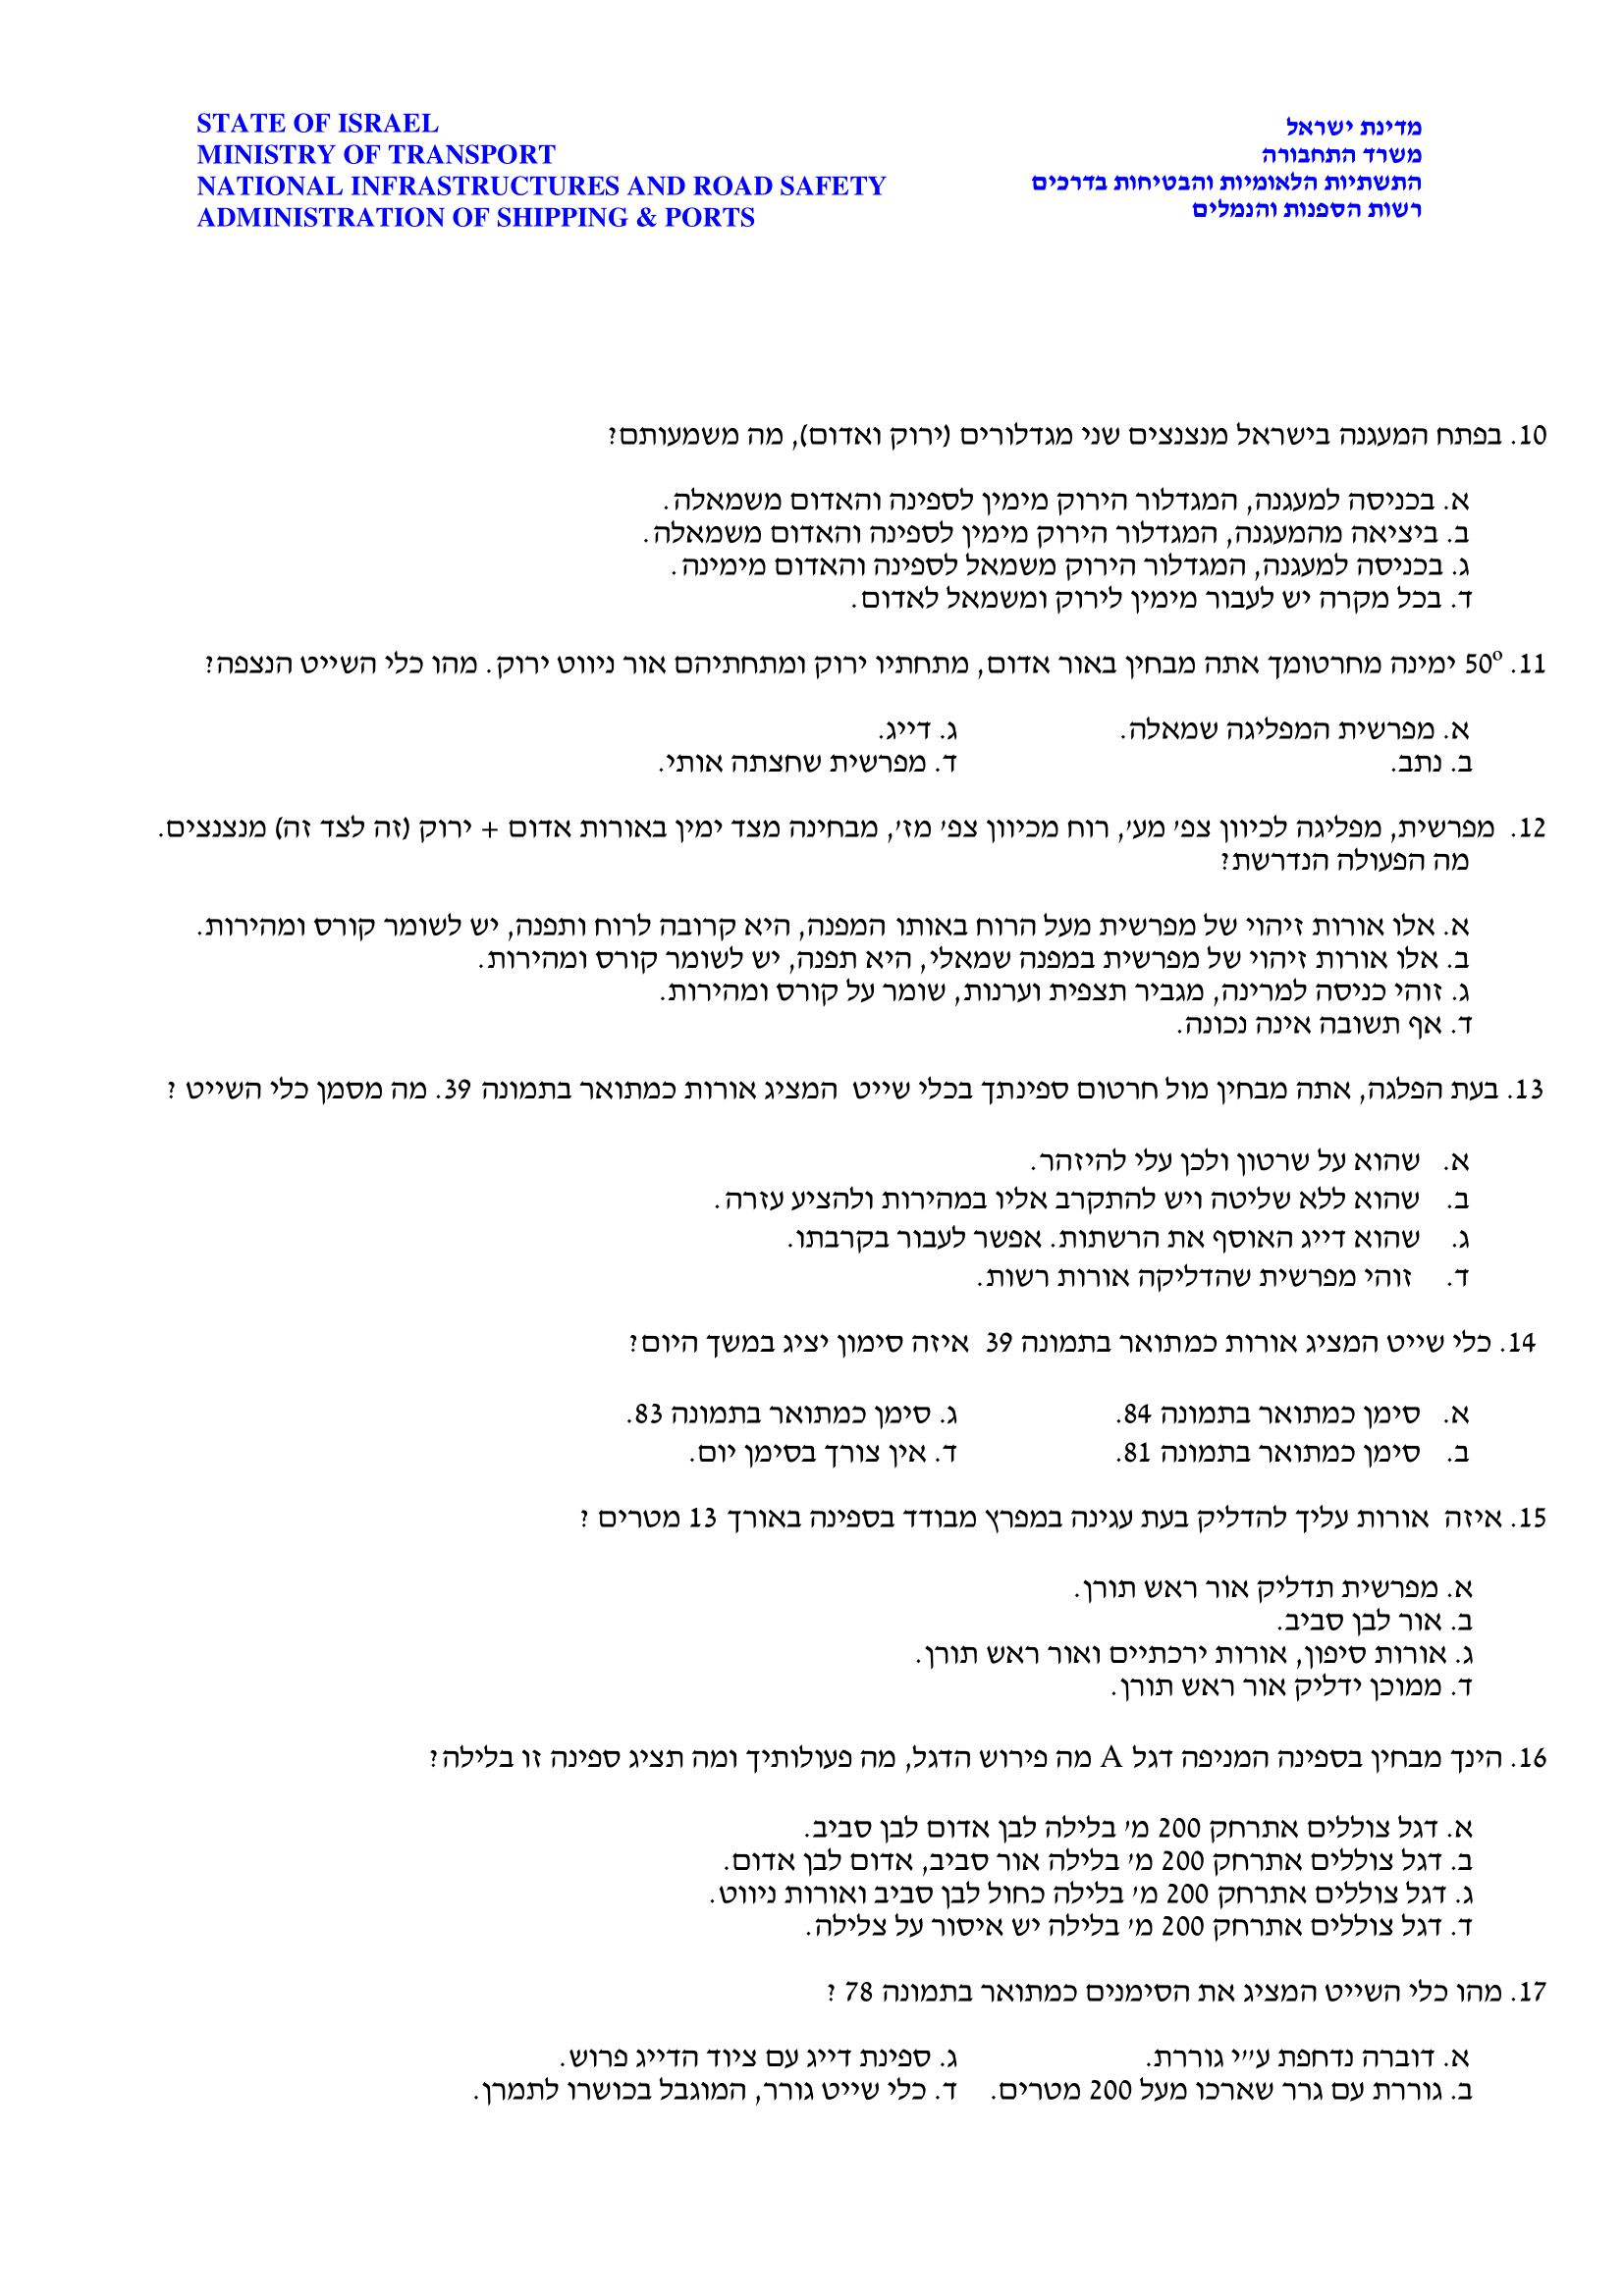 STATE OF ISRAEL
MINISTRY OF TRANSPORT
NATIONAL INFRASTRUCTURES AND ROAD SAFETY
ADMINISTRATION OF SHIPPING & PORTS
מדינת ישראל
משרד התחבורה
התשתיות הלאומיות והבטיחות בדרכים
רשות הספנות והנמלים
10. בפתח המעגנה בישראל מנצנצים שני מגדלורים (ירוק ואדום), מה משמעותם?
א. בכניסה למעגנה, המגדלור הירוק מימין לספינה והאדום משמאלה.
ב. ביציאה מהמעגנה, המגדלור הירוק מימין לספינה והאדום משמאלה.
ג. בכניסה למעגנה, המגדלור הירוק משמאל לספינה והאדום מימינה.
ד. בכל מקרה יש לעבור מימין לירוק ומשמאל לאדום.
11. 50º ימינה מחרטומך אתה מבחין באור אדום, מתחתיו ירוק ומתחתיהם אור ניווט ירוק. מהו כלי השייט הנצפה?
א. מפרשית המפליגה שמאלה. ג. דייג.
ב. נתב. ד. מפרשית שחצתה אותי.
12. מפרשית, מפליגה לכיוון צפ' מע', רוח מכיוון צפ' מז', מבחינה מצד ימין באורות אדום + ירוק (זה לצד זה) מנצנצים.
מה הפעולה הנדרשת?
א. אלו אורות זיהוי של מפרשית מעל הרוח באותו המפנה, היא קרובה לרוח ותפנה, יש לשומר קורס ומהירות.
ב. אלו אורות זיהוי של מפרשית במפנה שמאלי, היא תפנה, יש לשומר קורס ומהירות.
ג. זוהי כניסה למרינה, מגביר תצפית וערנות, שומר על קורס ומהירות.
ד. אף תשובה אינה נכונה.
13. בעת הפלגה, אתה מבחין מול חרטום ספינתך בכלי שייט המציג אורות כמתואר בתמונה 39. מה מסמן כלי השייט ?
א. שהוא על שרטון ולכן עלי להיזהר.
ב. שהוא ללא שליטה ויש להתקרב אליו במהירות ולהציע עזרה.
ג. שהוא דייג האוסף את הרשתות. אפשר לעבור בקרבתו.
ד. זוהי מפרשית שהדליקה אורות רשות.
14. כלי שייט המציג אורות כמתואר בתמונה 39 איזה סימון יציג במשך היום?
א. סימן כמתואר בתמונה 84. ג. סימן כמתואר בתמונה 83.
ב. סימן כמתואר בתמונה 81. ד. אין צורך בסימן יום.
15. איזה אורות עליך להדליק בעת עגינה במפרץ מבודד בספינה באורך 13 מטרים ?
א. מפרשית תדליק אור ראש תורן.
ב. אור לבן סביב.
ג. אורות סיפון, אורות ירכתיים ואור ראש תורן.
ד. ממוכן ידליק אור ראש תורן.
16. הינך מבחין בספינה המניפה דגל A מה פירוש הדגל, מה פעולותיך ומה תציג ספינה זו בלילה?
א. דגל צוללים אתרחק 200 מ' בלילה לבן אדום לבן סביב.
ב. דגל צוללים אתרחק 200 מ' בלילה אור סביב, אדום לבן אדום.
ג. דגל צוללים אתרחק 200 מ' בלילה כחול לבן סביב ואורות ניווט.
ד. דגל צוללים אתרחק 200 מ' בלילה יש איסור על צלילה.
17. מהו כלי השייט המציג את הסימנים כמתואר בתמונה 78 ?
א. דוברה נדחפת ע"י גוררת. ג. ספינת דייג עם ציוד הדייג פרוש.
ב. גוררת עם גרר שארכו מעל 200 מטרים. ד. כלי שייט גורר, המוגבל בכושרו לתמרן.